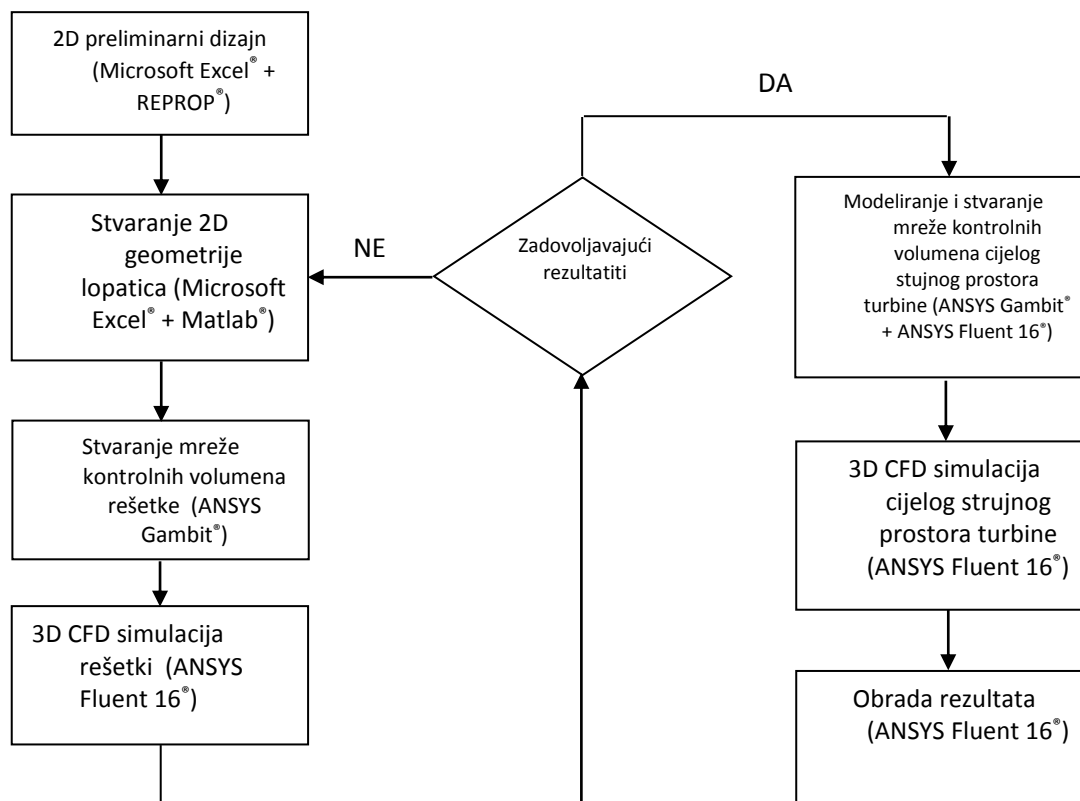 2D preliminarni dizajn
(Microsoft Excel® +
REPROP®)
Stvaranje 2D
geometrije
lopatica (Microsoft
Excel® + Matlab®)
Stvaranje mreže
kontrolnih volumena
rešetke (ANSYS
Gambit®)
3D CFD simulacija
rešetki (ANSYS
Fluent 16®)
NE
Zadovoljavajući
rezultatiti
DA
Modeliranje i stvaranje
mreže kontrolnih
volumena cijelog
stujnog prostora
turbine (ANSYS Gambit®
+ ANSYS Fluent 16®)
3D CFD simulacija
cijelog strujnog
prostora turbine
(ANSYS Fluent 16®)
Obrada rezultata
(ANSYS Fluent 16®)